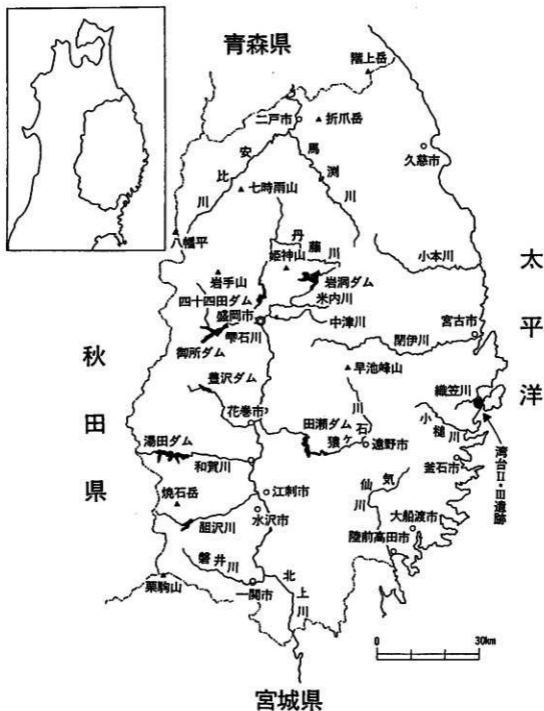 青森県
階上岳
二戸市
折爪岳
久慈市
安比川
馬淵川
七時雨山
八幡平
丹藤川
姫神山
小本川
岩手山
岩洞ダム
四十四田ダム
米内川
盛岡市
中津川
雫石川
御所ダム
閉伊川
宮古市
太平洋
秋田県
早池峰山
豊沢ダム
織笠川
花巻市
田瀬ダム
猿ヶ石川
遠野市
小鎚川
釜石市
湾台II・III遺跡
湯田ダム
和賀川
江刺市
焼石岳
水沢市
胆沢川
気仙川
大船渡市
陸前高田市
磐井川
栗駒山
一関市
北上川
0 30km
宮城県